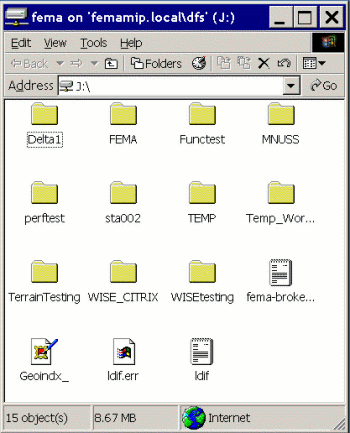 fema on 'femamip.local\dfs' (J:)
Edit View Tools Help
Back Folders
Address J:\ Go
Delta1 FEMA Functest MNUSS
perftest sta002 TEMP Temp_Wor...
TerrainTesting WISE_CITRIX WISEtesting fema-broke...
Geoindx_ ldif.err ldif
15 object(s) 8.67 MB Internet